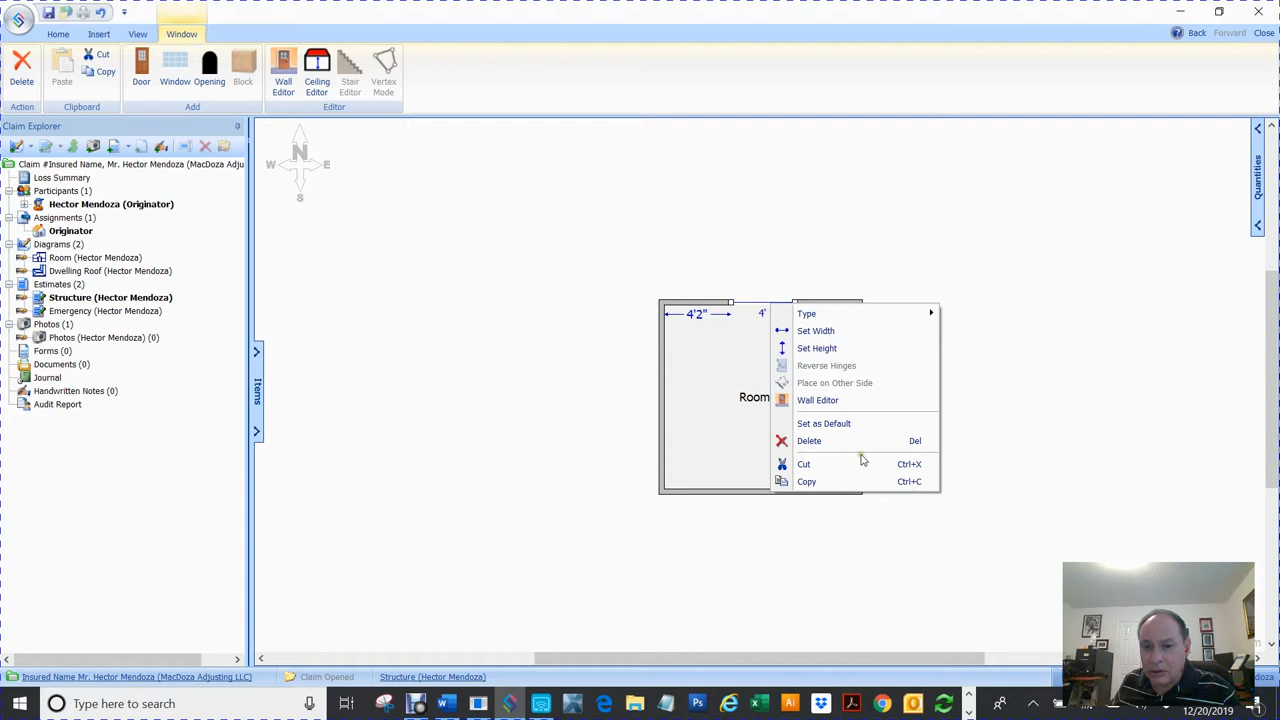 Home
Insert
View
Window
Back
Forward
Close
Delete
Paste
Cut
Copy
Door
Window
Opening
Block
Wall
Editor
Ceiling
Editor
Stair
Editor
Vertex
Mode
Action
Clipboard
Add
Editor
Claim Explorer
Claim #Insured Name, Mr. Hector Mendoza (MacDoza Adju
Loss Summary
Participants (1)
Hector Mendoza (Originator)
Assignments (1)
Originator
Diagrams (2)
Room (Hector Mendoza)
Dwelling Roof (Hector Mendoza)
Estimates (2)
Structure (Hector Mendoza)
Emergency (Hector Mendoza)
Photos (1)
Photos (Hector Mendoza) (0)
Forms (0)
Documents (0)
Journal
Handwritten Notes (0)
Audit Report
Items
N
W E
S
Quantities
4'2" 4'
Room
Type
Set Width
Set Height
Reverse Hinges
Place on Other Side
Wall Editor
Set as Default
Delete Del
Cut Ctrl+X
Copy Ctrl+C
Insured Name Mr. Hector Mendoza (MacDoza Adjusting LLC)
Claim Opened
Structure (Hector Mendoza)
Type here to search
12/20/2019